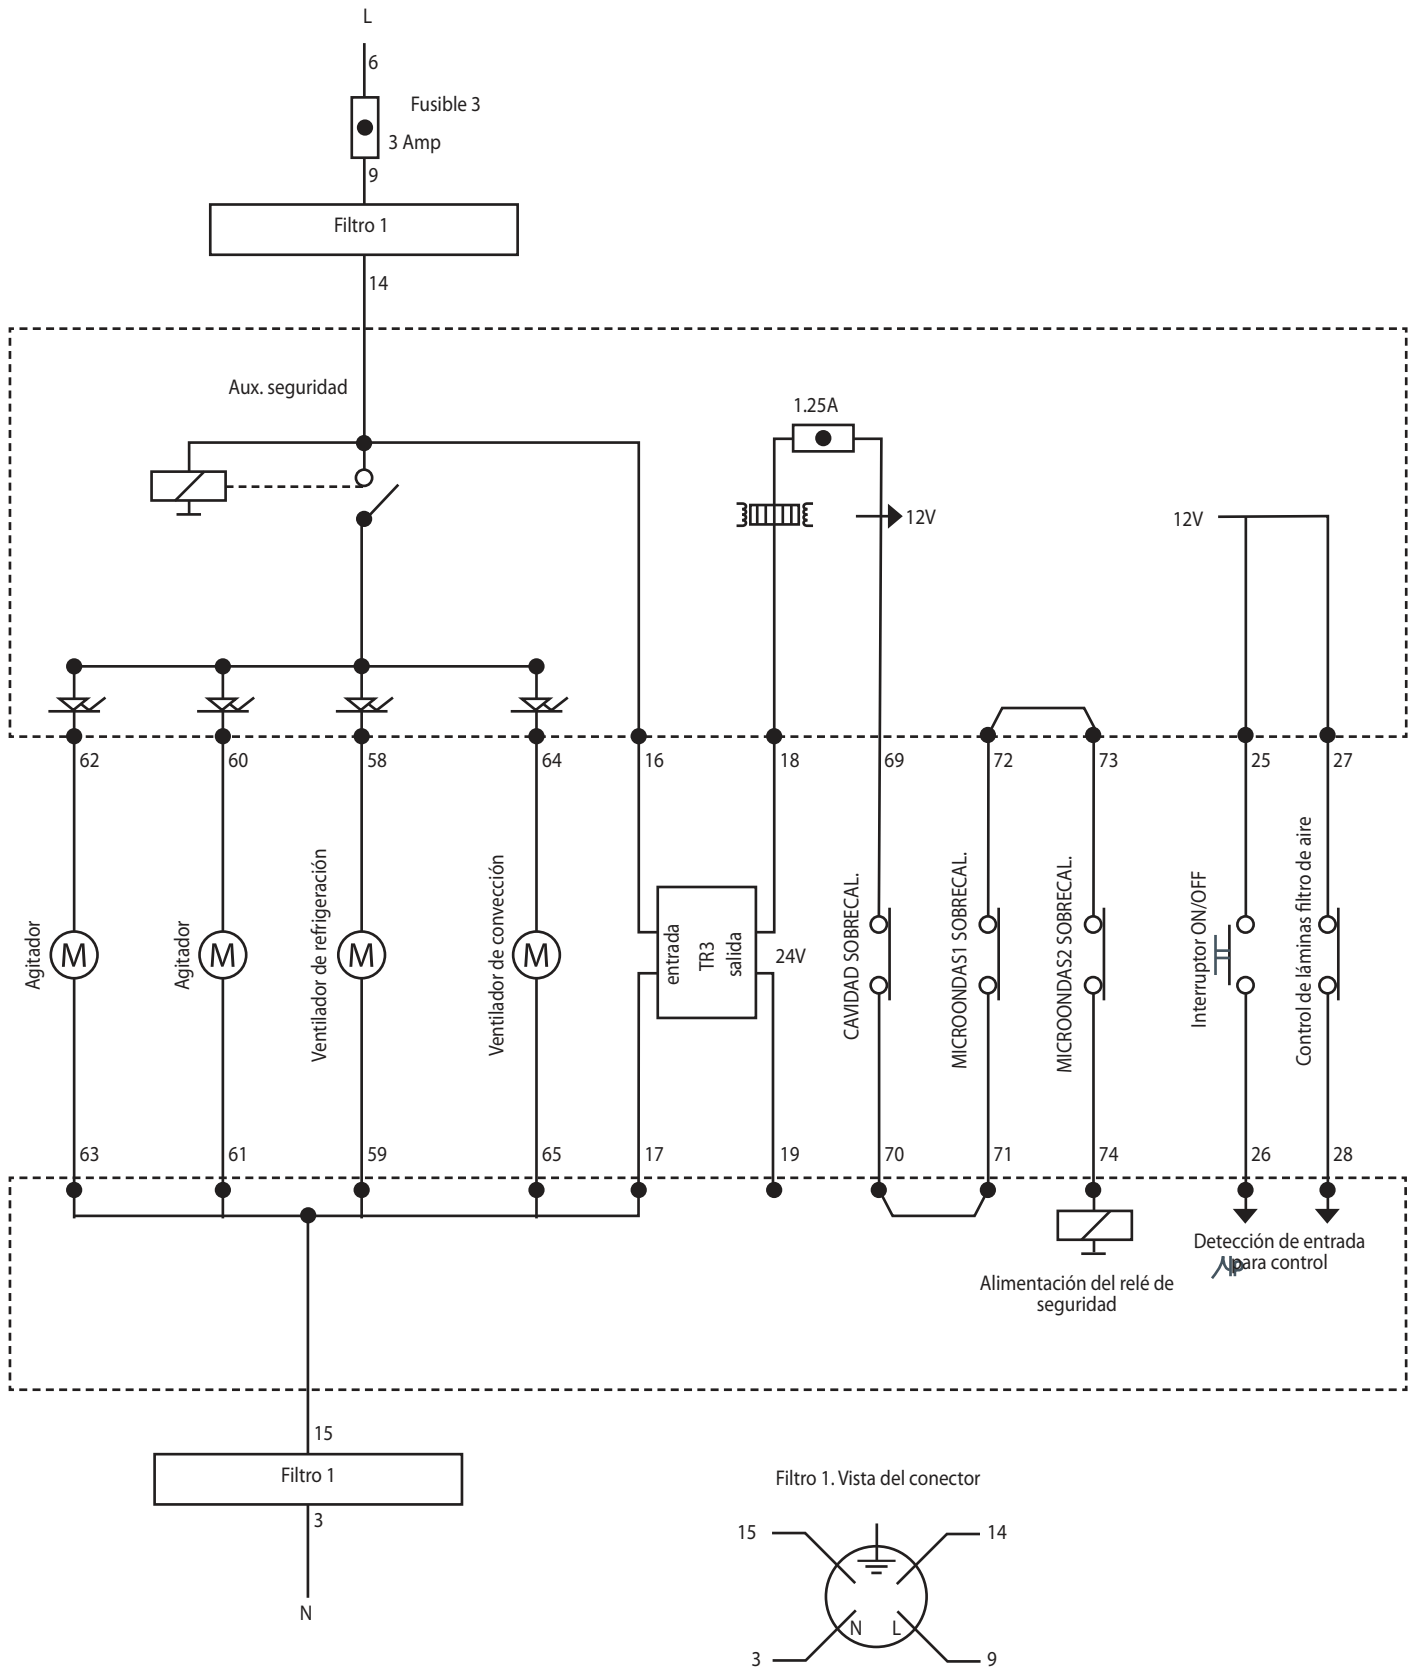 L
6
Fusible 3
3 Amp
9
Filtro 1
14
Aux. seguridad
1.25A
12V
12V
62
60
58
64
16
18
69
72
73
25
27
Agitador
Agitador
Ventilador de refrigeración
Ventilador de convección
entrada
TR3
salida
24V
CAVIDAD SOBRECAL.
MICROONDAS1 SOBRECAL.
MICROONDAS2 SOBRECAL.
Interruptor ON/OFF
Control de láminas filtro de aire
M
M
M
M
63
61
59
65
17
19
70
71
74
26
28
Detección de entrada
para control
Alimentación del relé de
seguridad
15
Filtro 1
3
N
Filtro 1. Vista del conector
15
14
N
L
3
9